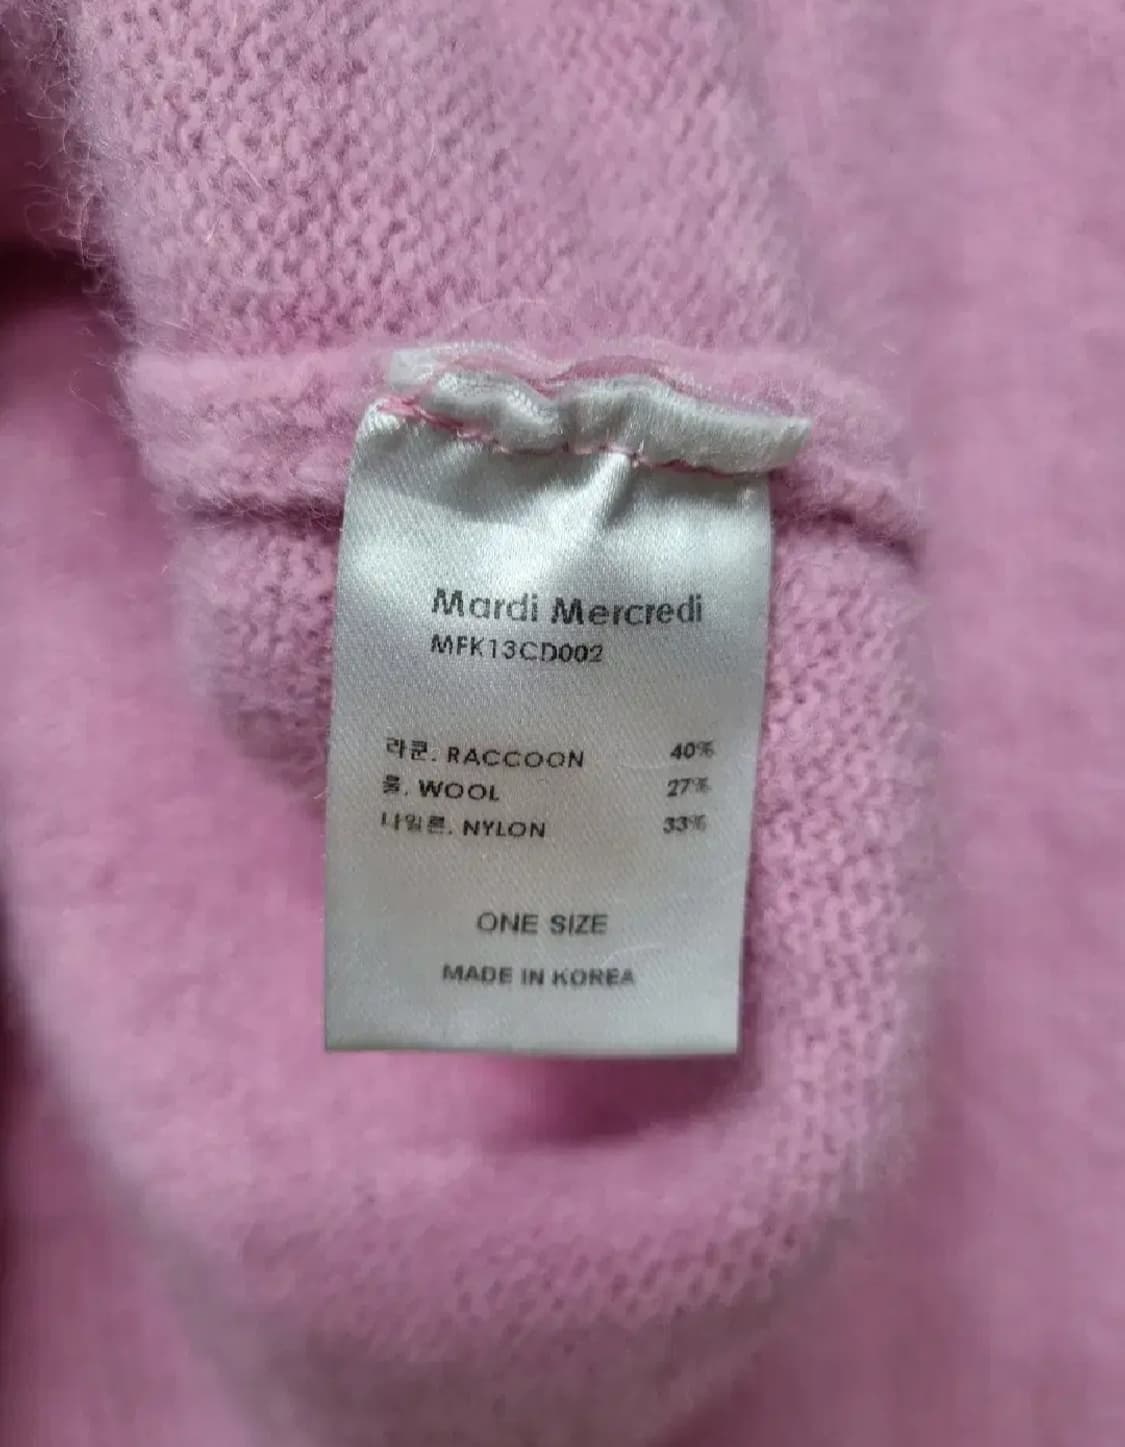 Mardi Mercredi
MFK13CD002
라쿤. RACCOON 40%
울. WOOL 27%
나일론. NYLON 33%
ONE SIZE
MADE IN KOREA